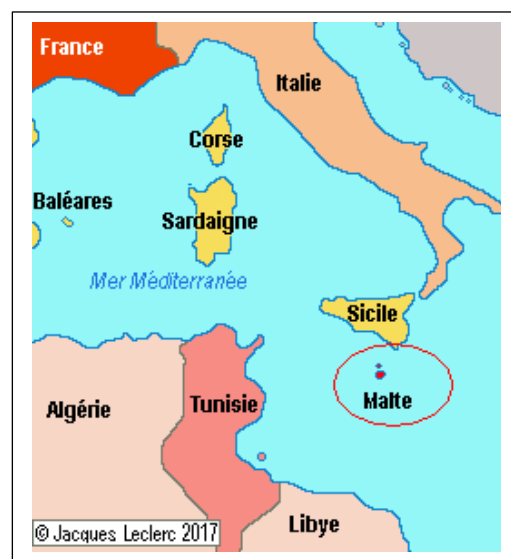 France
Italie
Corse
Baléares
Sardaigne
Mer Méditerranée
Sicile
Malte
Algérie
Tunisie
Libye
© Jacques Leclerc 2017